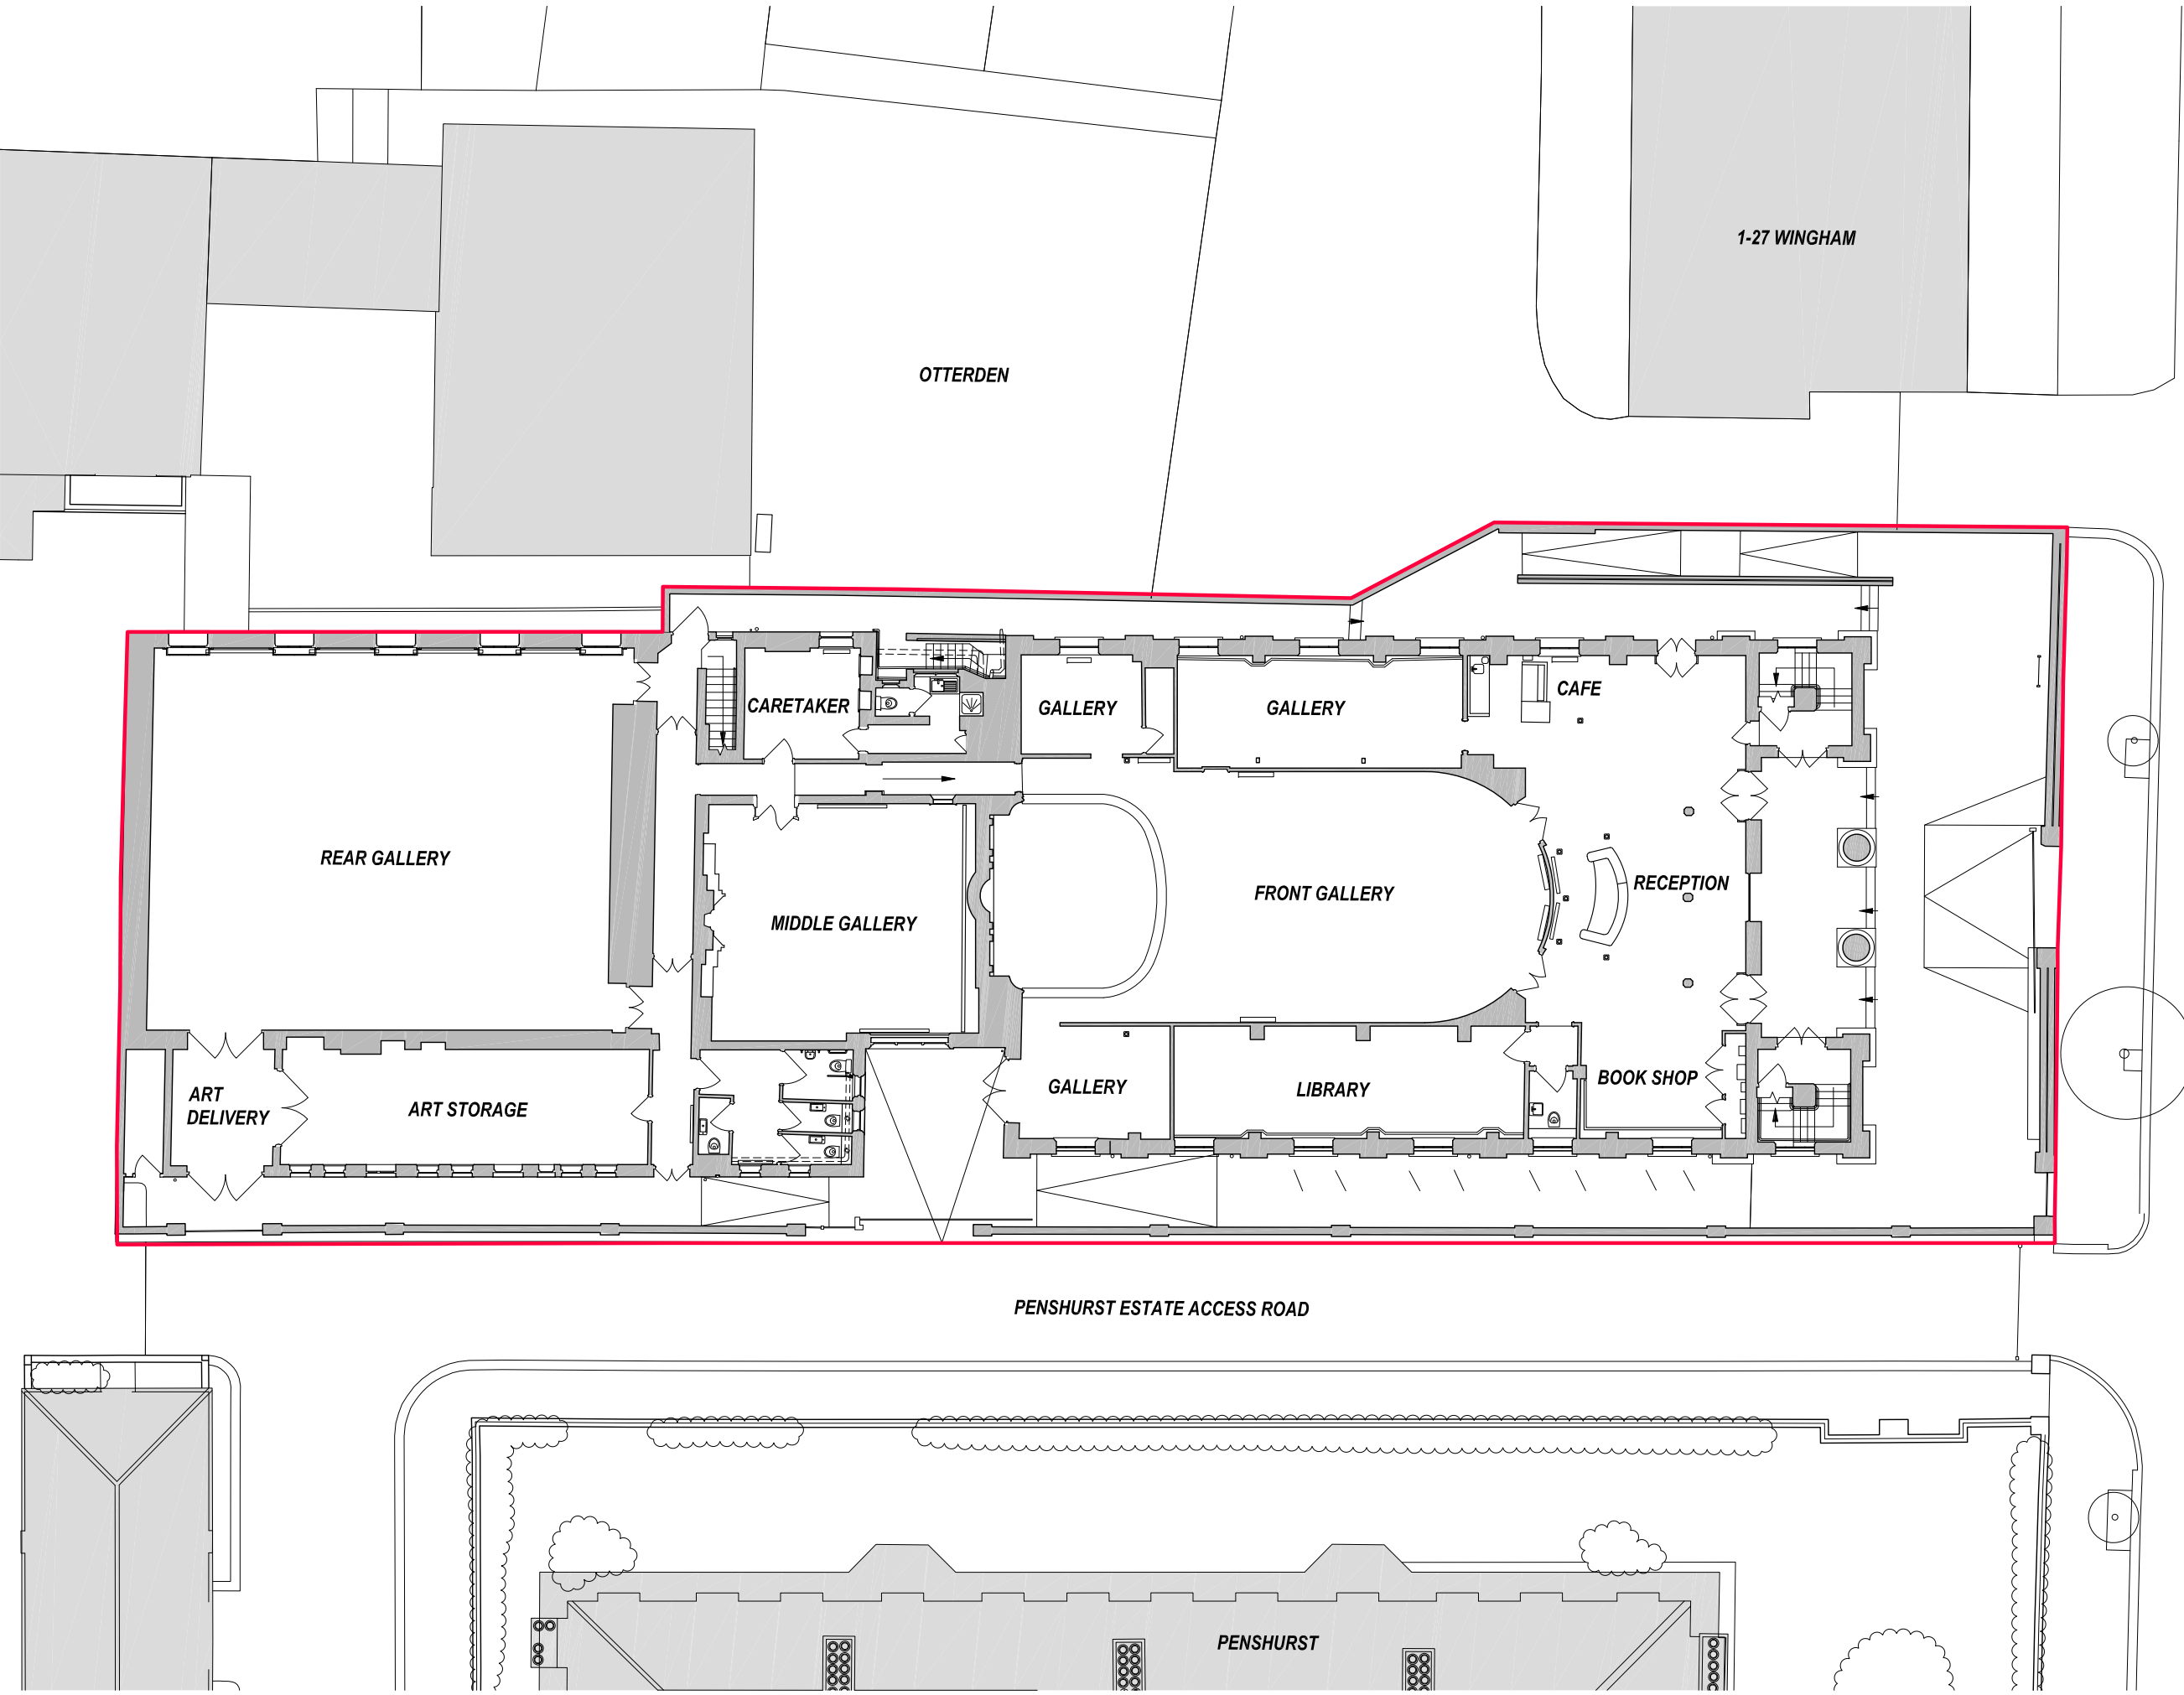 1-27 WINGHAM
OTTERDEN
CAFE
CARETAKER
GALLERY
GALLERY
REAR GALLERY
MIDDLE GALLERY
FRONT GALLERY
RECEPTION
ART
DELIVERY
ART STORAGE
GALLERY
LIBRARY
BOOK SHOP
PENSHURST ESTATE ACCESS ROAD
PENSHURST